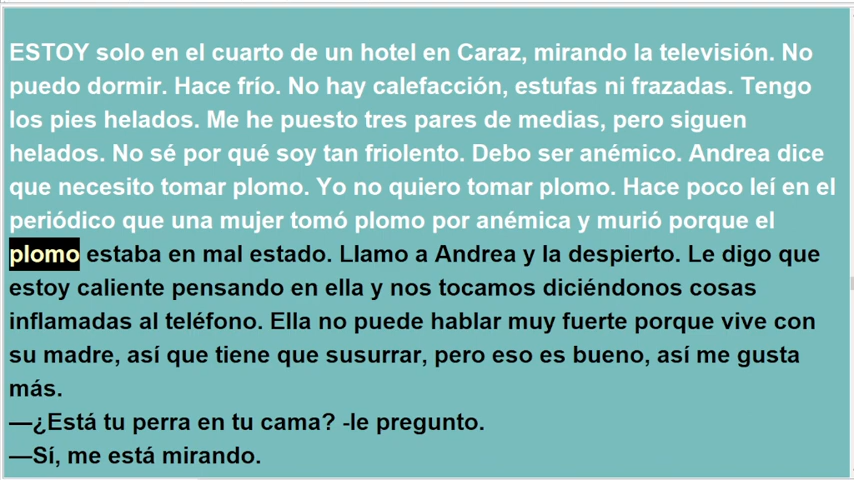 ESTOY solo en el cuarto de un hotel en Caraz, mirando la televisión. No
puedo dormir. Hace frío. No hay calefacción, estufas ni frazadas. Tengo
los pies helados. Me he puesto tres pares de medias, pero siguen
helados. No sé por qué soy tan friolento. Debo ser anémico. Andrea dice
que necesito tomar plomo. Yo no quiero tomar plomo. Hace poco leí en el
periódico que una mujer tomó plomo por anémica y murió porque el
plomo estaba en mal estado. Llamo a Andrea y la despierto. Le digo que
estoy caliente pensando en ella y nos tocamos diciéndonos cosas
inflamadas al teléfono. Ella no puede hablar muy fuerte porque vive con
su madre, así que tiene que susurrar, pero eso es bueno, así me gusta
más.
—¿Está tu perra en tu cama? -le pregunto.
—Sí, me está mirando.